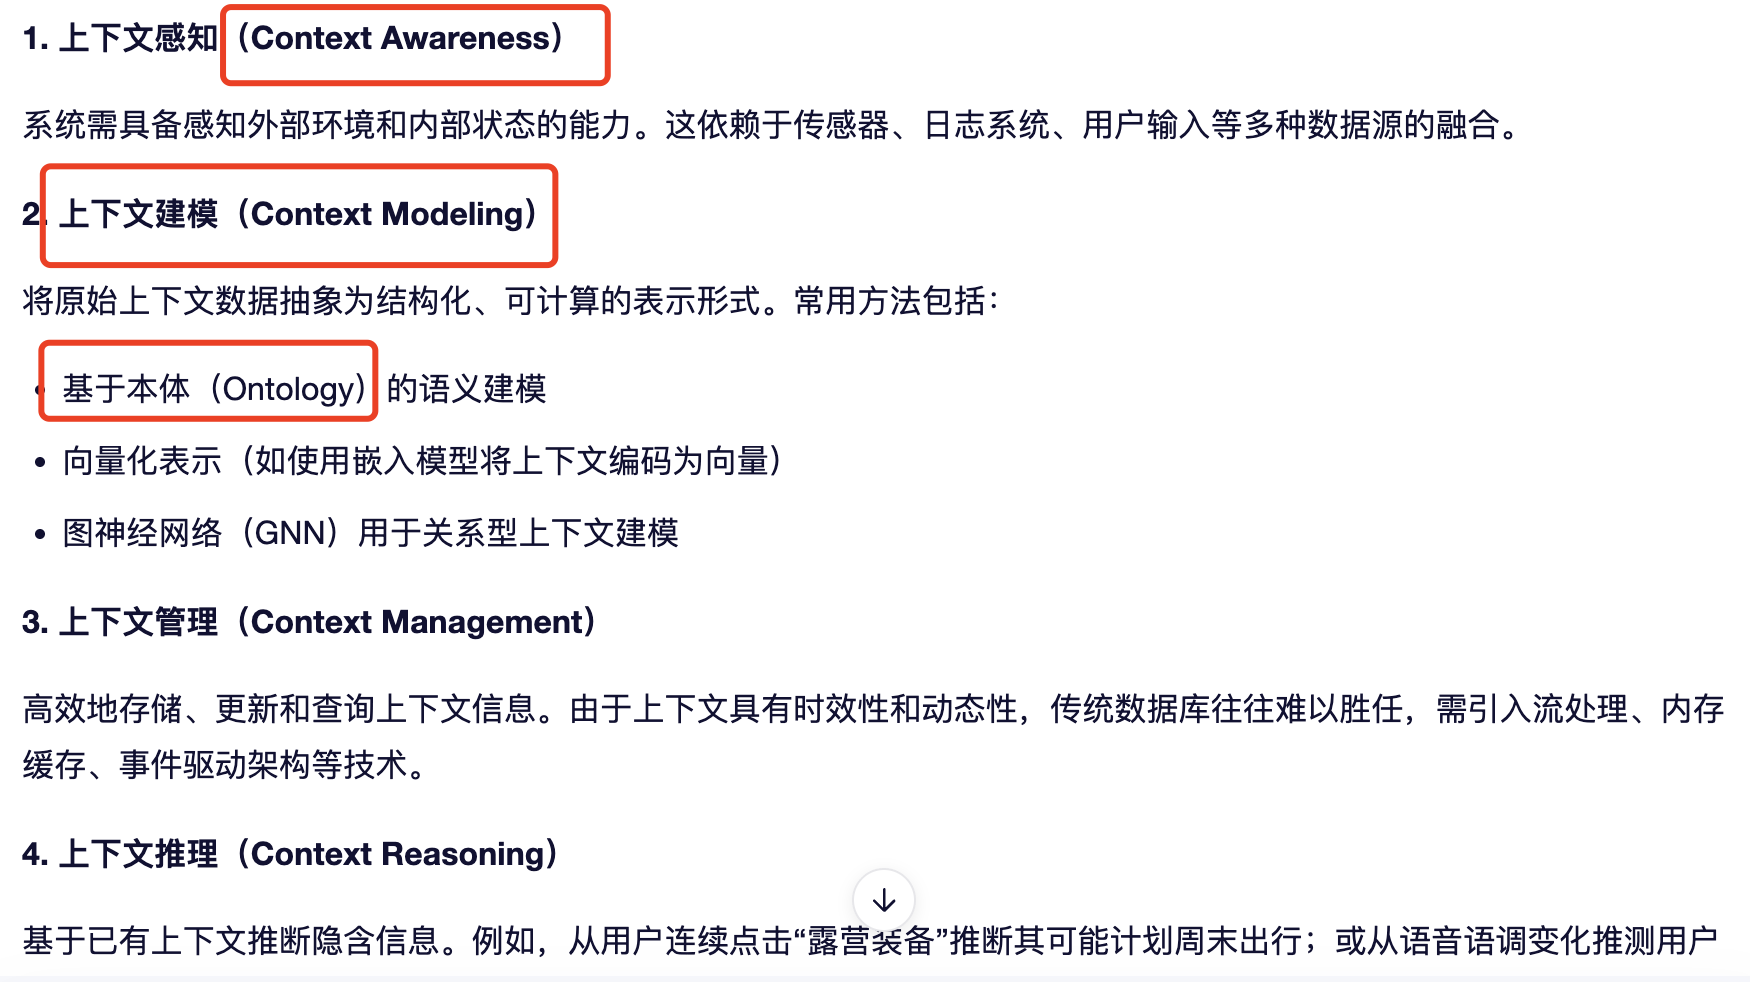 1. 上下文感知（Context Awareness）
系统需具备感知外部环境和内部状态的能力。这依赖于传感器、日志系统、用户输入等多种数据源的融合。
2. 上下文建模（Context Modeling）
将原始上下文数据抽象为结构化、可计算的表示形式。常用方法包括：
• 基于本体（Ontology）的语义建模
• 向量化表示（如使用嵌入模型将上下文编码为向量）
• 图神经网络（GNN）用于关系型上下文建模
3. 上下文管理（Context Management）
高效地存储、更新和查询上下文信息。由于上下文具有时效性和动态性，传统数据库往往难以胜任，需引入流处理、内存
缓存、事件驱动架构等技术。
4. 上下文推理（Context Reasoning）
基于已有上下文推断隐含信息。例如，从用户连续点击“露营装备”推断其可能计划周末出行；或从语音语调变化推测用户